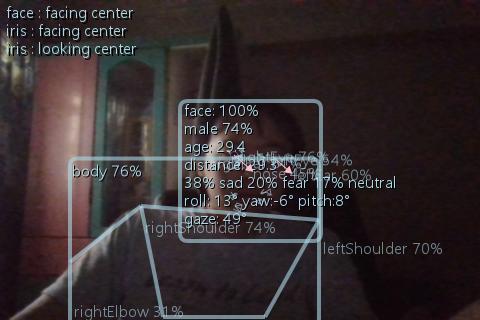 face : facing center
iris : facing center
iris : looking center
face: 100%
male 74%
age: 29.4
body 76%
38% sad 20% fear 17% neutral
roll: 13° yaw:-6° pitch:8°
gaze: 49°
rightShoulder 74%
leftShoulder 70%
rightElbow 31%